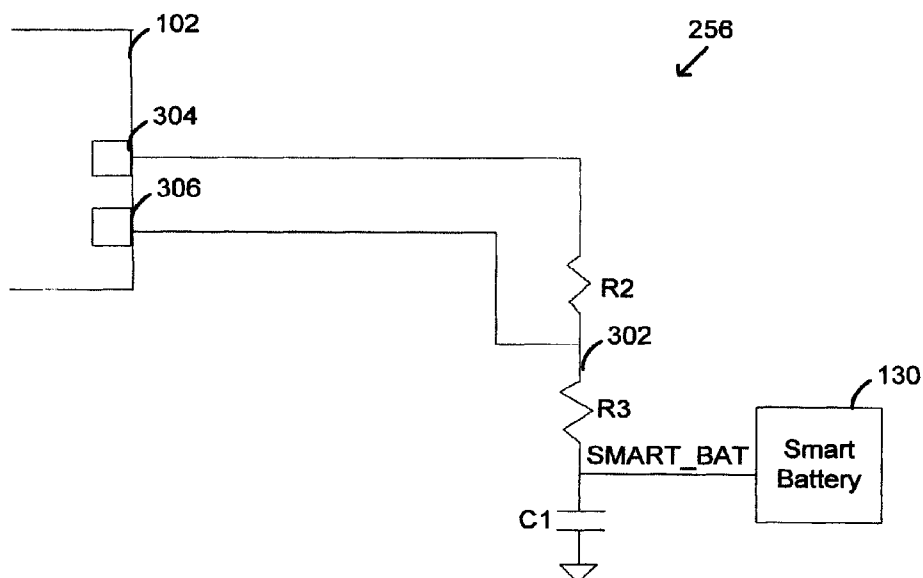 102
256
304
306
R2
302
130
R3
SMART_BAT
Smart
Battery
C1